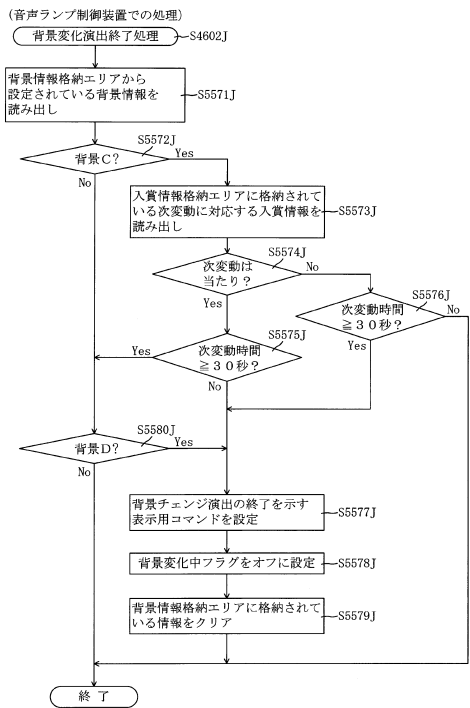 (音声ランプ制御装置での処理)
背景変化演出終了処理
S4602J
背景情報格納エリアから
設定されている背景情報を
読み出し
S5571J
S5572J
背景C？
Yes
No
入賞情報格納エリアに格納されて
いる次変動に対応する入賞情報を
読み出し
S5573J
S5574J
次変動は
当たり？
No
Yes
S5576J
次変動時間
≧３０秒？
No
Yes
S5575J
次変動時間
≧３０秒？
Yes
No
S5580J
背景D？
Yes
No
背景チェンジ演出の終了を示す
表示用コマンドを設定
S5577J
背景変化中フラグをオフに設定
S5578J
背景情報格納エリアに格納されて
いる情報をクリア
S5579J
終了